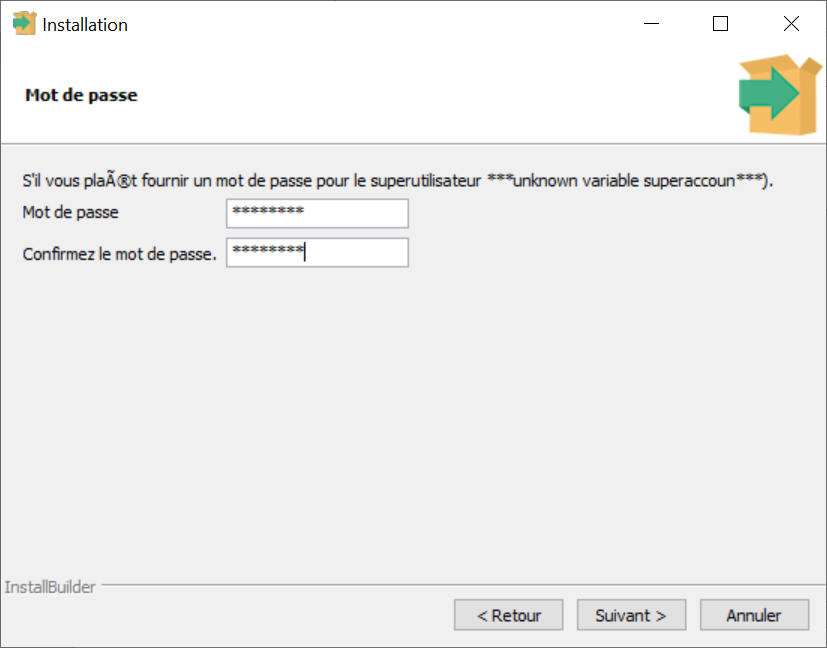 Installation
Mot de passe
S'il vous plaÃ®t fournir un mot de passe pour le superutilisateur ***unknown variable superaccoun***).
Mot de passe
********
Confirmez le mot de passe.
********
InstallBuilder
< Retour
Suivant >
Annuler